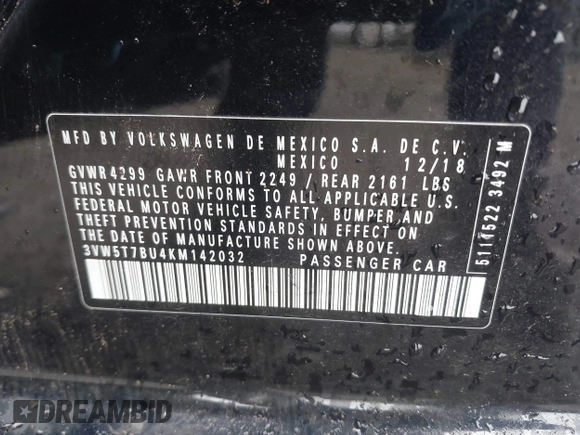 MFD BY VOLKSWAGEN DE MEXICO S.A. DE C.V.
MEXICO 12/18
GVWR 4299 GAWR FRONT 2249 / REAR 2161 LBS
THIS VEHICLE CONFORMS TO ALL APPLICABLE U.S.
FEDERAL MOTOR VEHICLE SAFETY, BUMPER, AND
THEFT PREVENTION STANDARDS IN EFFECT ON
THE DATE OF MANUFACTURE SHOWN ABOVE.
3VW5T7BU4KM142032 PASSENGER CAR
5114522 3492 M
DREAMBID